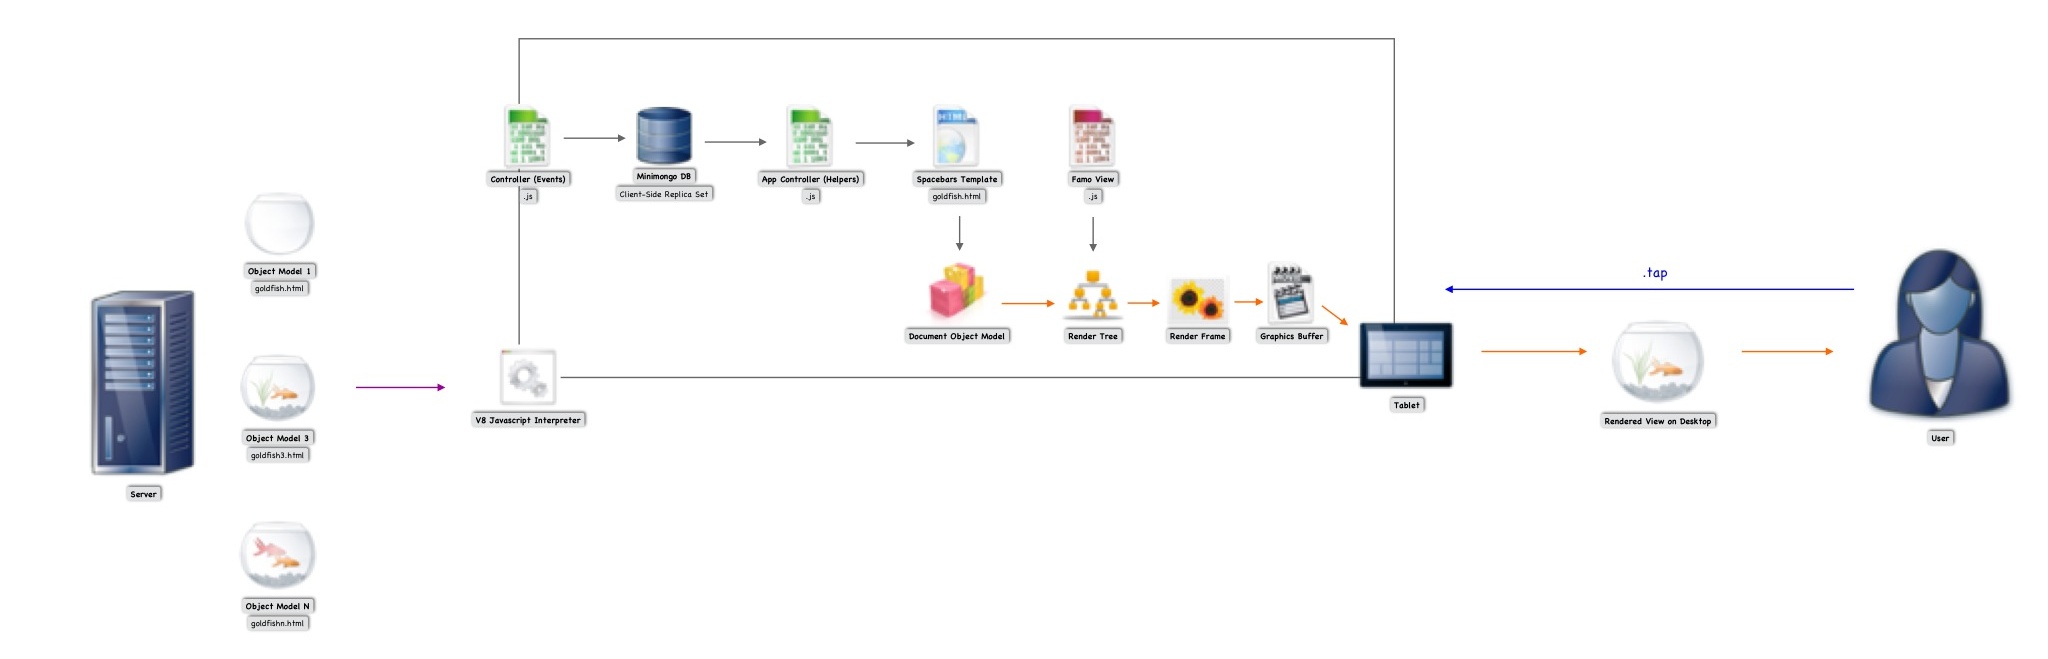 Controller (Events)
.js
Minimongo DB
Client-Side Replica Set
App Controller (Helpers)
.js
HTML
Spacebars Template
goldfish.html
Famo View
.js
Object Model 1
goldfish.html
Document Object Model
Render Tree
Render Frame
MOVIE
Graphics Buffer
.tap
Tablet
Rendered View on Desktop
User
V8 Javascript Interpreter
Object Model 3
goldfish3.html
Server
Object Model N
goldfishn.html